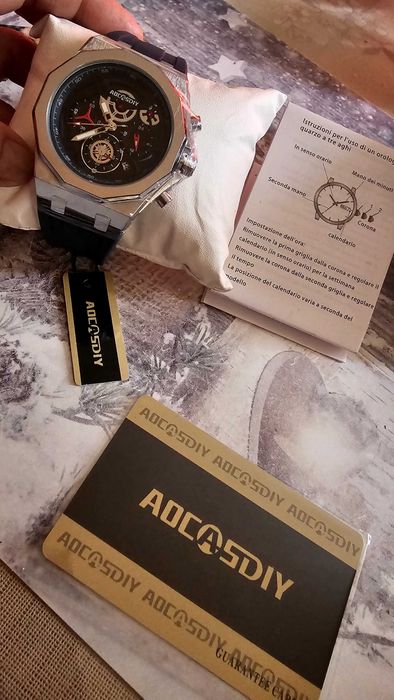 AOCASDIY
Istruzioni per l'uso di un orolog
quarzo a tre aghi
In senso orario
Mano dei minuti
Seconda mano
Corona
calendario
Importazione dell'ora:
Rimuovere la prima griglia dalla corona e regolare il
calendario (in senso orario) per la settimana
Rimuovere la corona dalla seconda griglia e regolare
il tempo
La posizione del calendario varia a seconda del
modello
AOCASDIY
AOCASDIY AOCASDIY AOCASDIY
AOCASDIY
AOCASDIY AOCASDIY AOCASDIY
GUARANTEE CAR